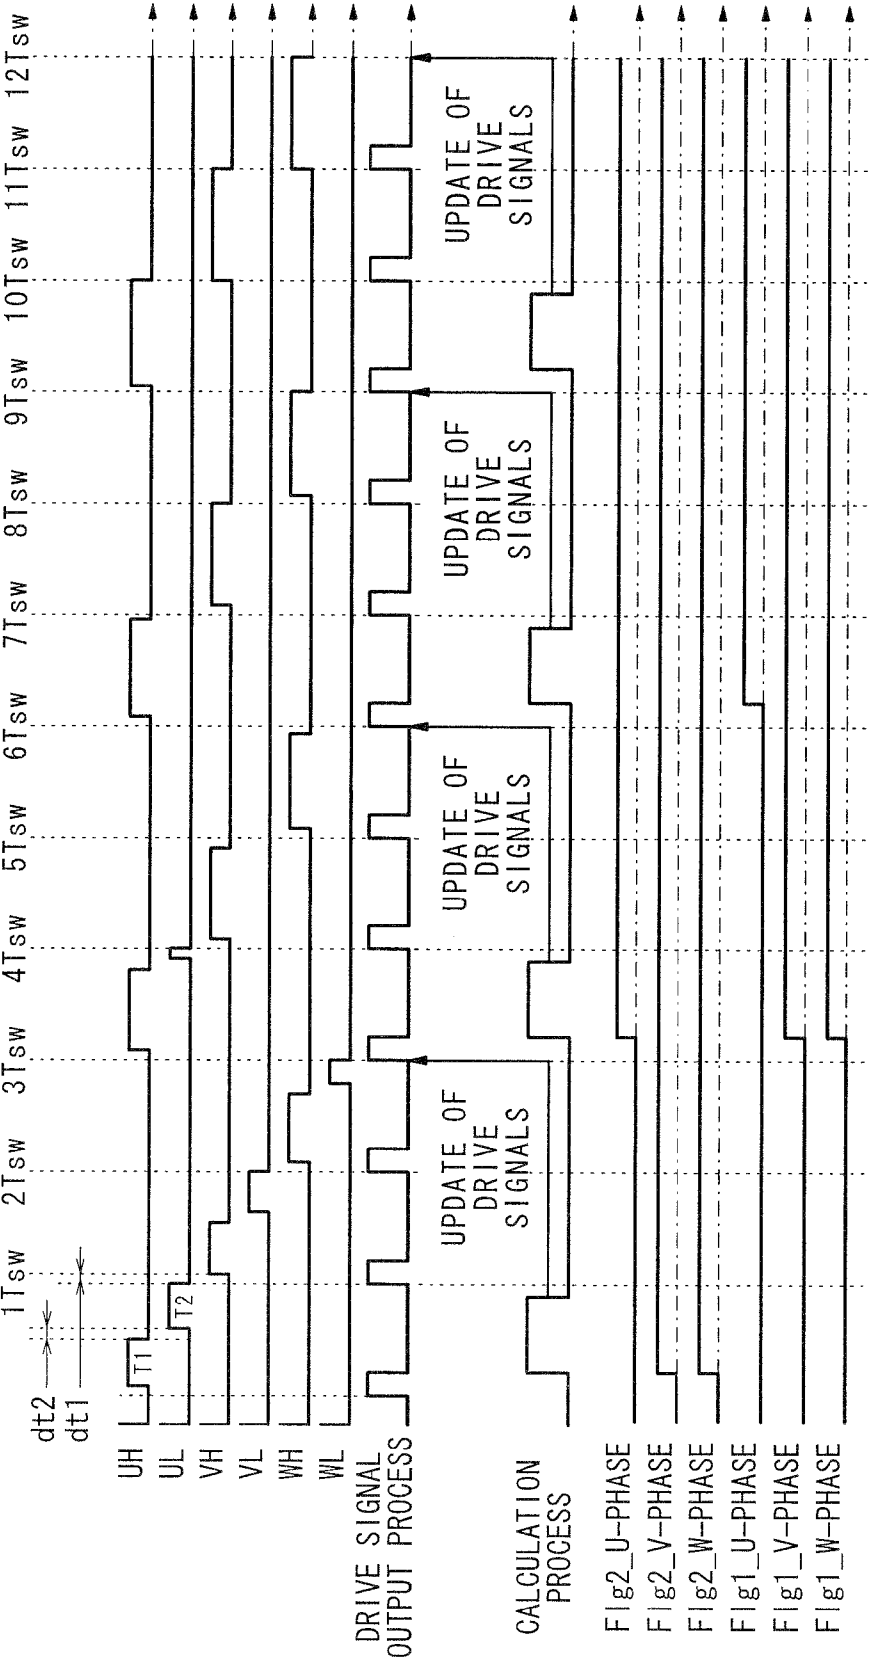 dt2
dt1
1Tsw 2Tsw 3Tsw 4Tsw 5Tsw 6Tsw 7Tsw 8Tsw 9Tsw 10Tsw 11Tsw 12Tsw
UH
T1
UL
T2
VH
VL
WH
WL
DRIVE SIGNAL
OUTPUT PROCESS
UPDATE OF
DRIVE
SIGNALS
UPDATE OF
DRIVE
SIGNALS
UPDATE OF
DRIVE
SIGNALS
UPDATE OF
DRIVE
SIGNALS
CALCULATION
PROCESS
Flg2_U-PHASE
Flg2_V-PHASE
Flg2_W-PHASE
Flg1_U-PHASE
Flg1_V-PHASE
Flg1_W-PHASE